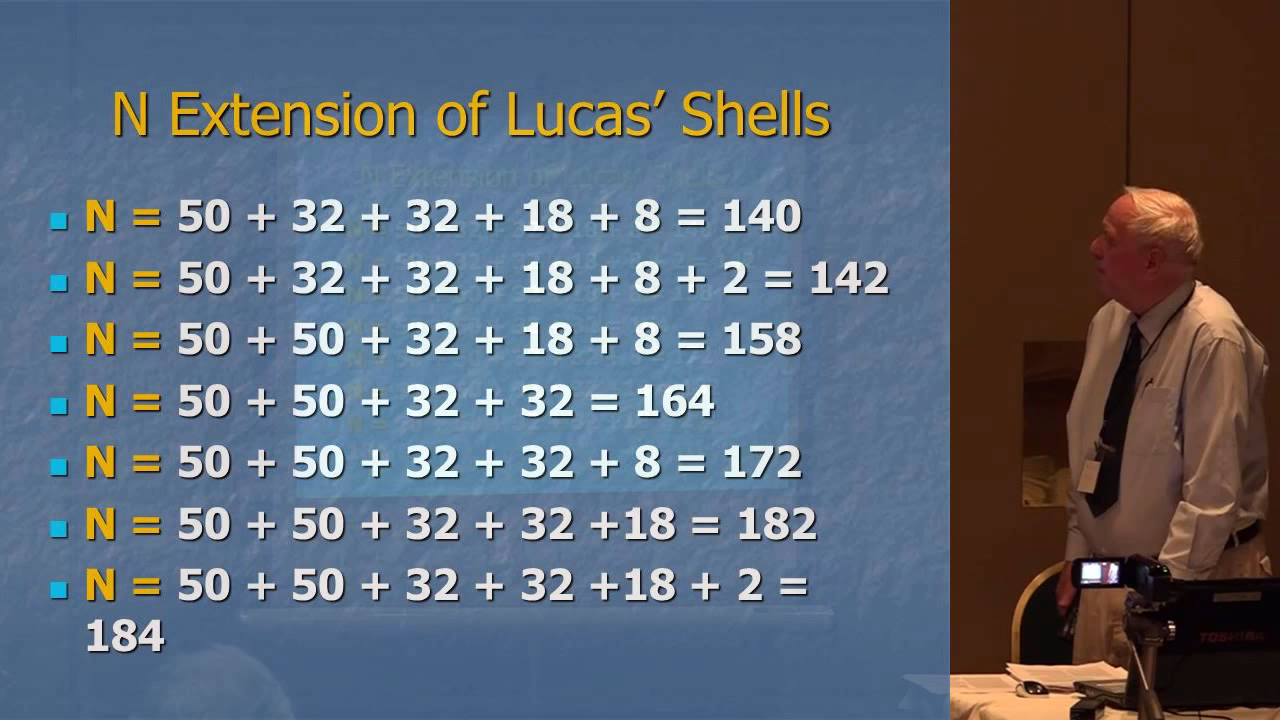 N Extension of Lucas’ Shells
N = 50 + 32 + 32 + 18 + 8 = 140
N = 50 + 32 + 32 + 18 + 8 + 2 = 142
N = 50 + 50 + 32 + 18 + 8 = 158
N = 50 + 50 + 32 + 32 = 164
N = 50 + 50 + 32 + 32 + 8 = 172
N = 50 + 50 + 32 + 32 +18 = 182
N = 50 + 50 + 32 + 32 +18 + 2 =
184
TOSHIBA